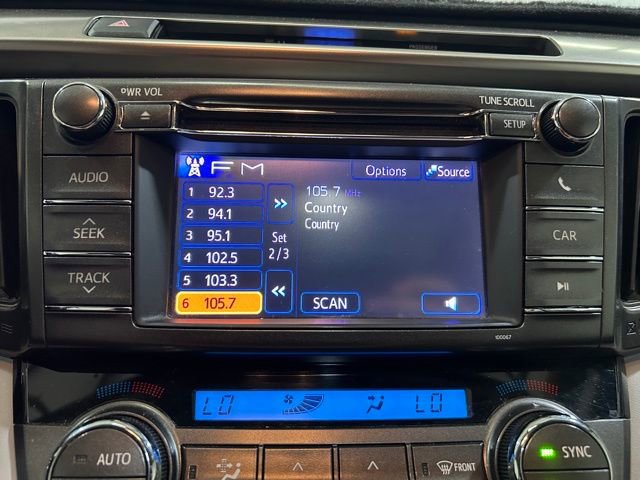 PASSENGER
PWR VOL
TUNE SCROLL
SETUP
FM
Options
Source
AUDIO
1 92.3
105.7 MHz
2 94.1
Country
SEEK
3 95.1
Set
Country
CAR
4 102.5
2/3
TRACK
5 103.3
6 105.7
SCAN
100067
LO
LO
AUTO
FRONT
SYNC